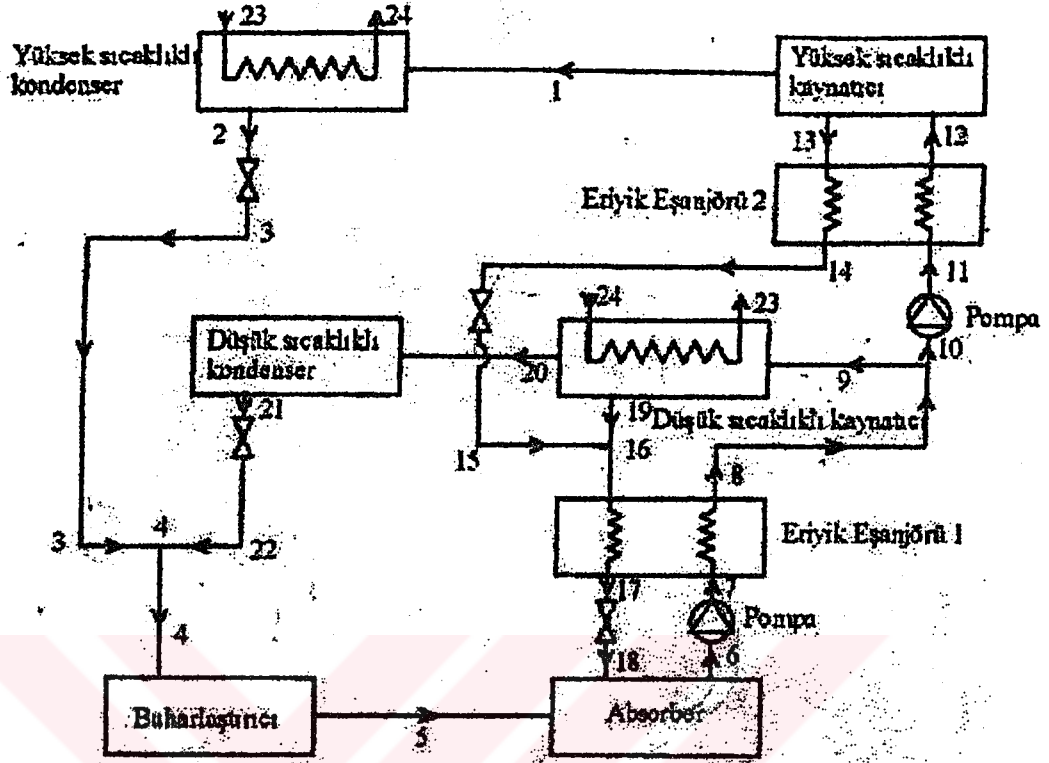 23
24
Yüksek sıcaklıklı
kondenser
1
Yüksek sıcaklıklı
kaynatıcı
2
13
12
Eriyik Eşanjörü 2
3
14
11
24
23
Pompa
10
Düşük sıcaklıklı
kondenser
20
9
21
19
Düşük sıcaklıklı kaynatıcı
15
16
8
3
4
22
Eriyik Eşanjörü 1
17
7
Pompa
4
18
6
Buharlaştırıcı
5
Absorber